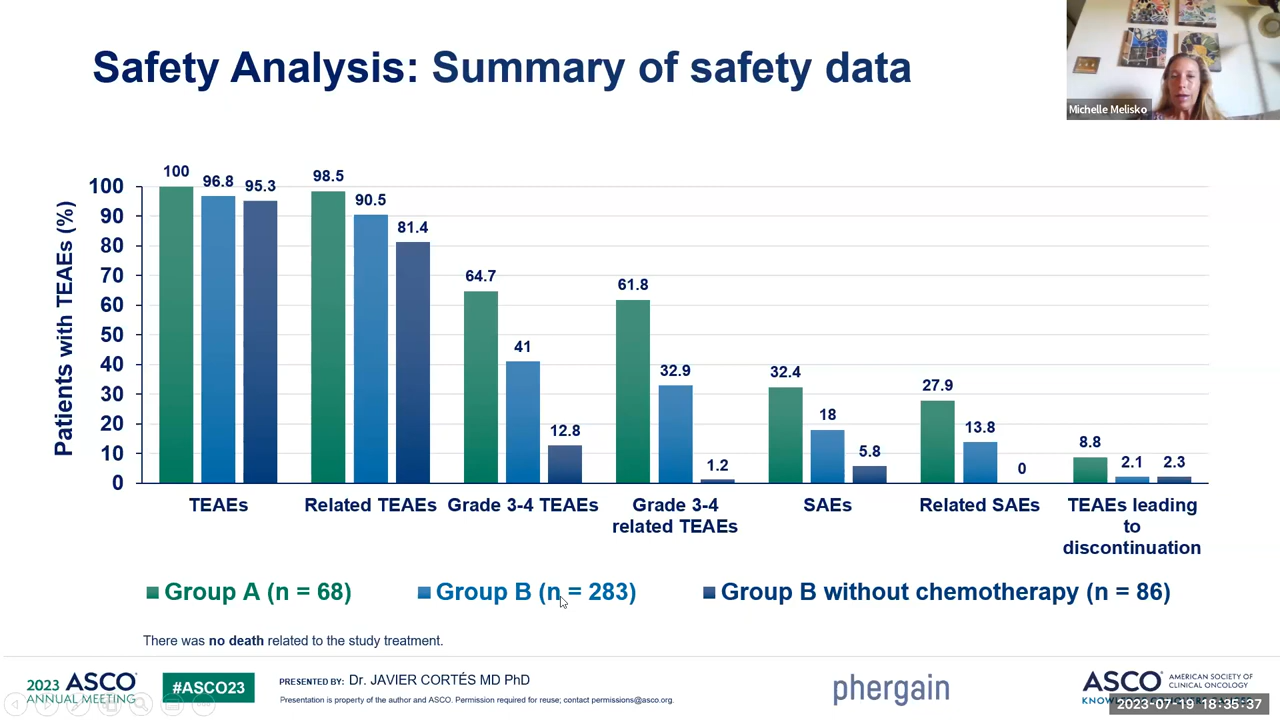 Safety Analysis: Summary of safety data
Michelle Melisko
Patients with TEAEs (%)
100
90
80
70
60
50
40
30
20
10
0
100
96.8
95.3
98.5
90.5
81.4
64.7
41
12.8
61.8
32.9
1.2
32.4
18
5.8
27.9
13.8
0
8.8
2.1
2.3
TEAEs
Related TEAEs
Grade 3-4 TEAEs
Grade 3-4
related TEAEs
SAEs
Related SAEs
TEAEs leading
to
discontinuation
Group A (n = 68)
Group B (n = 283)
Group B without chemotherapy (n = 86)
There was no death related to the study treatment.
2023 ASCO
ANNUAL MEETING
#ASCO23
PRESENTED BY: Dr. JAVIER CORTÉS MD PhD
Presentation is property of the author and ASCO. Permission required for reuse; contact permissions@asco.org.
phergain
ASCO AMERICAN SOCIETY OF
CLINICAL ONCOLOGY
2023-07-19 18:35:37